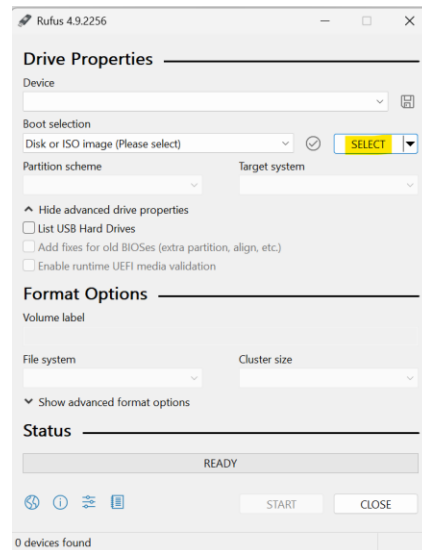 Rufus 4.9.2256
Drive Properties
Device
Boot selection
Disk or ISO image (Please select)
SELECT
Partition scheme Target system
Hide advanced drive properties
List USB Hard Drives
Add fixes for old BIOSes (extra partition, align, etc.)
Enable runtime UEFI media validation
Format Options
Volume label
File system Cluster size
Show advanced format options
Status
READY
START CLOSE
0 devices found